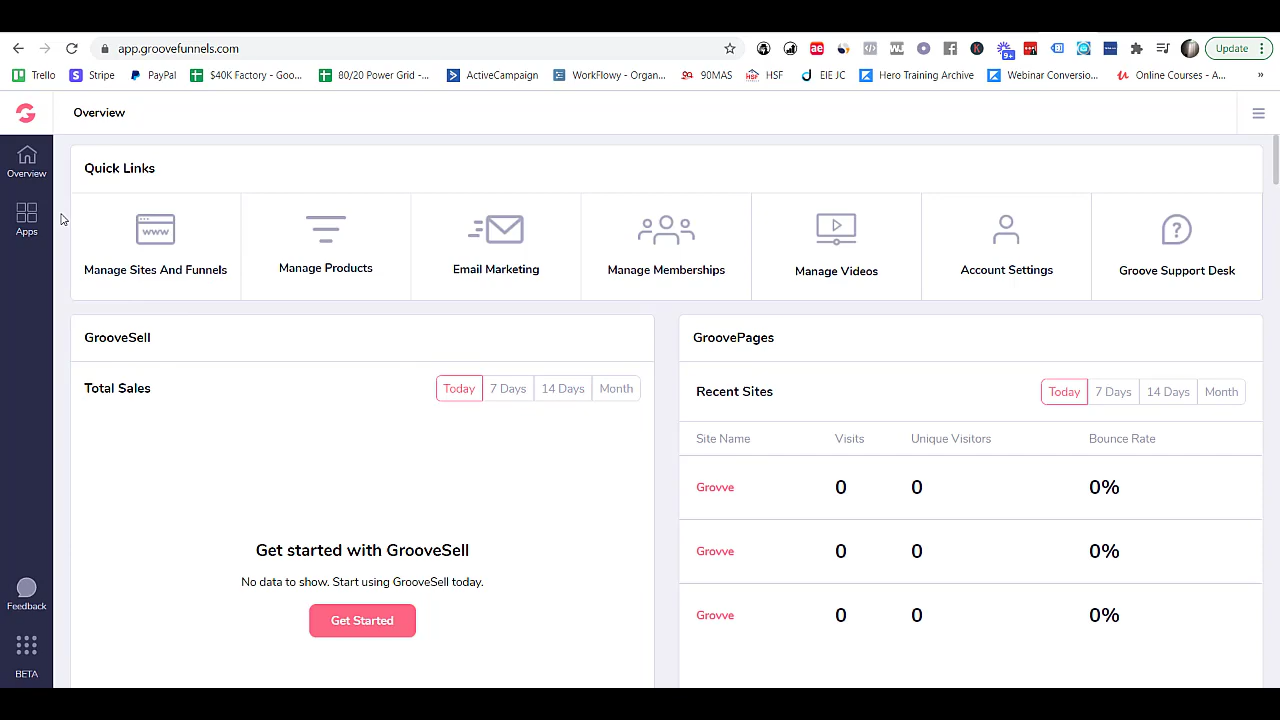 app.groovefunnels.com
Update
Trello
Stripe
PayPal
$40K Factory - Goo...
80/20 Power Grid -...
ActiveCampaign
WorkFlowy - Organ...
90MAS
HSF
EIE JC
Hero Training Archive
Webinar Conversio...
Online Courses - A...
»
Overview
Overview
Apps
Quick Links
www
Manage Sites And Funnels
Manage Products
Email Marketing
Manage Memberships
Manage Videos
Account Settings
Groove Support Desk
GrooveSell
Total Sales
Today 7 Days 14 Days Month
Get started with GrooveSell
No data to show. Start using GrooveSell today.
Get Started
GroovePages
Recent Sites
Today 7 Days 14 Days Month
Site Name Visits Unique Visitors Bounce Rate
Grovve 0 0 0%
Grovve 0 0 0%
Grovve 0 0 0%
Feedback
BETA